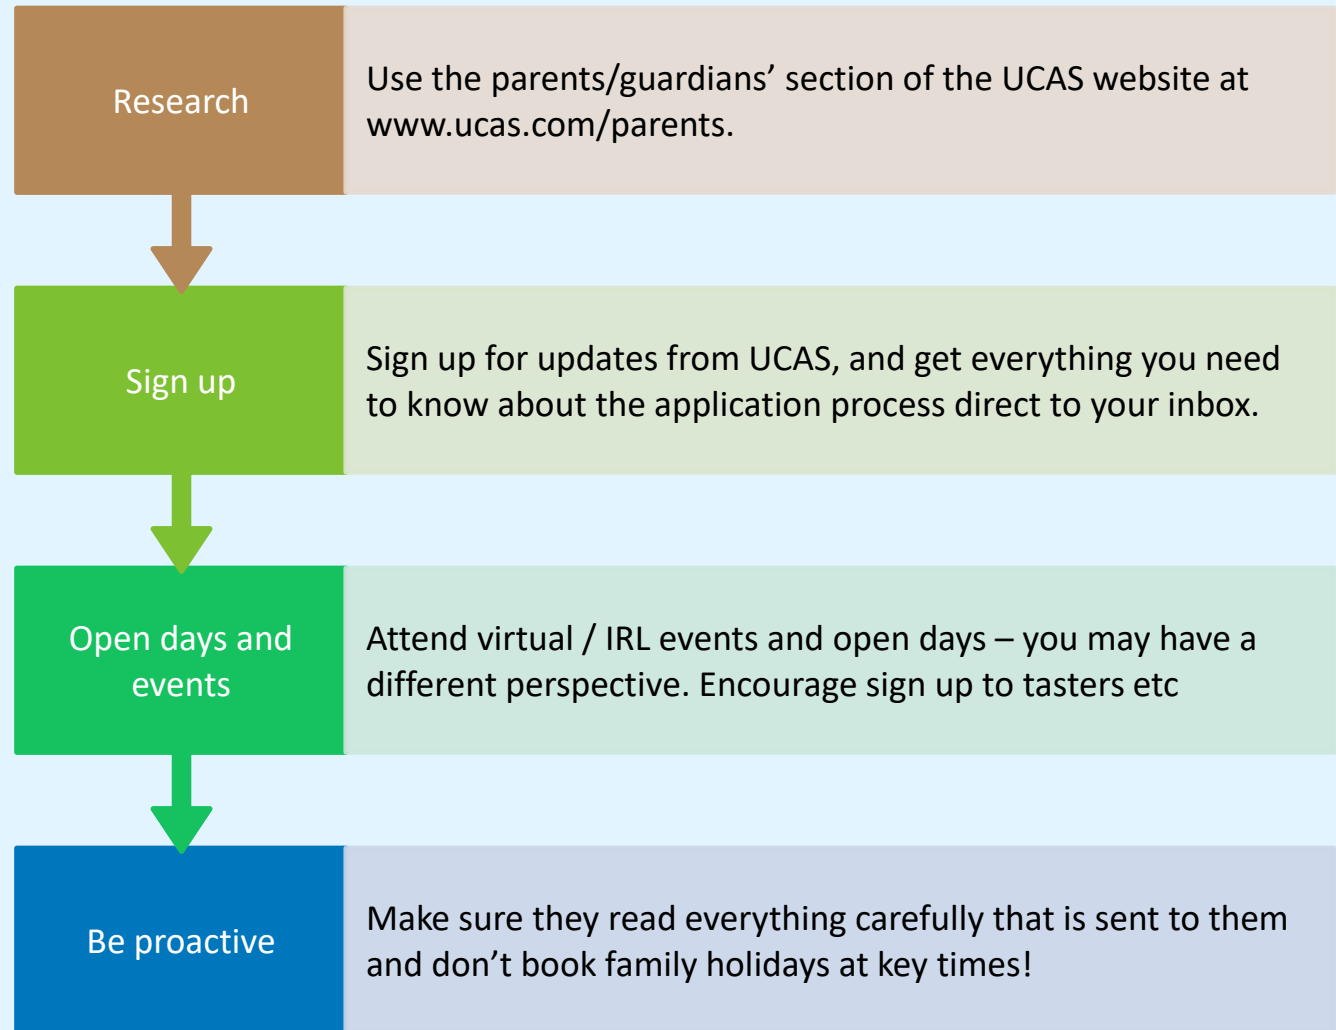 Research
Use the parents/guardians’ section of the UCAS website at
www.ucas.com/parents.
Sign up
Sign up for updates from UCAS, and get everything you need
to know about the application process direct to your inbox.
Open days and
events
Attend virtual / IRL events and open days – you may have a
different perspective. Encourage sign up to tasters etc
Be proactive
Make sure they read everything carefully that is sent to them
and don’t book family holidays at key times!